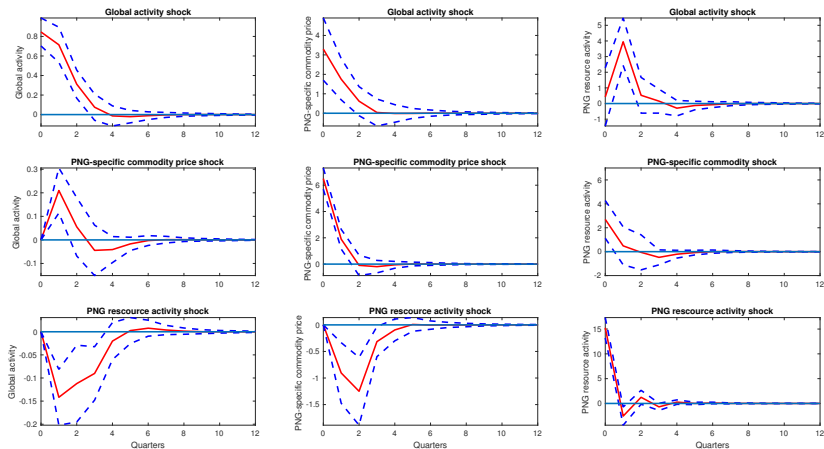 Global activity shock
Global activity
0.8
0.6
0.4
0.2
0
0 2 4 6 8 10 12
Global activity shock
PNG-specific commodity price
4
3
2
1
0
-1
0 2 4 6 8 10 12
Global activity shock
PNG resource activity
5
4
3
2
1
0
-1
0 2 4 6 8 10 12
PNG-specific commodity price shock
Global activity
0.3
0.2
0.1
0
-0.1
0 2 4 6 8 10 12
PNG-specific commodity price shock
PNG-specific commodity price
7
6
5
4
3
2
1
0
-1
0 2 4 6 8 10 12
PNG-specific commodity shock
PNG resource activity
6
4
2
0
-2
0 2 4 6 8 10 12
PNG rescource activity shock
Global activity
0
-0.05
-0.1
-0.15
-0.2
0 2 4 6 8 10 12
Quarters
PNG rescource activity shock
PNG-specific commodity price
0
-0.5
-1
-1.5
0 2 4 6 8 10 12
Quarters
PNG rescource activity shock
PNG resource activity
15
10
5
0
0 2 4 6 8 10 12
Quarters